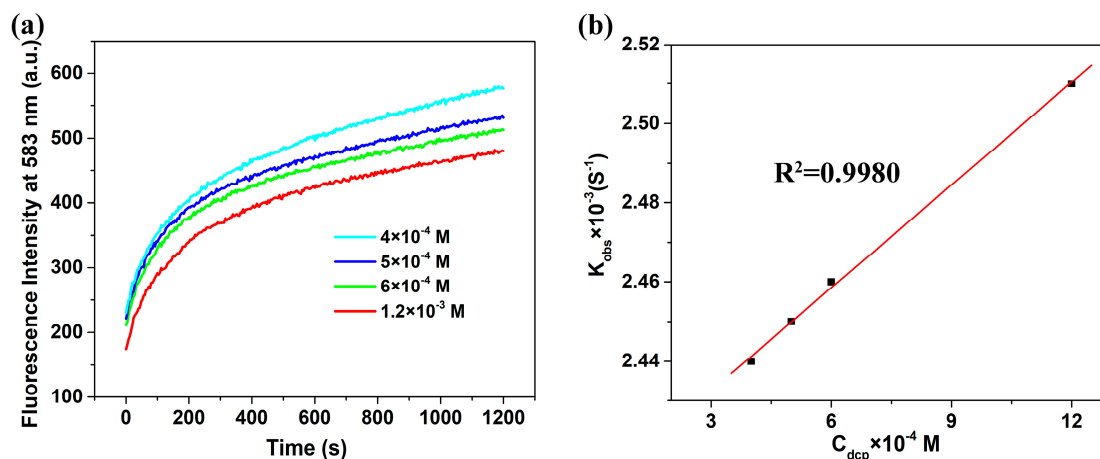 (a)
Fluorescence Intensity at 583 nm (a.u.)
600
500
400
300
200
100
4×10⁻⁴ M
5×10⁻⁴ M
6×10⁻⁴ M
1.2×10⁻³ M
0 200 400 600 800 1000 1200
Time (s)
(b)
K_obs ×10⁻³(S⁻¹)
2.52
2.50
2.48
2.46
2.44
R²=0.9980
3 6 9 12
C_dcp×10⁻⁴ M